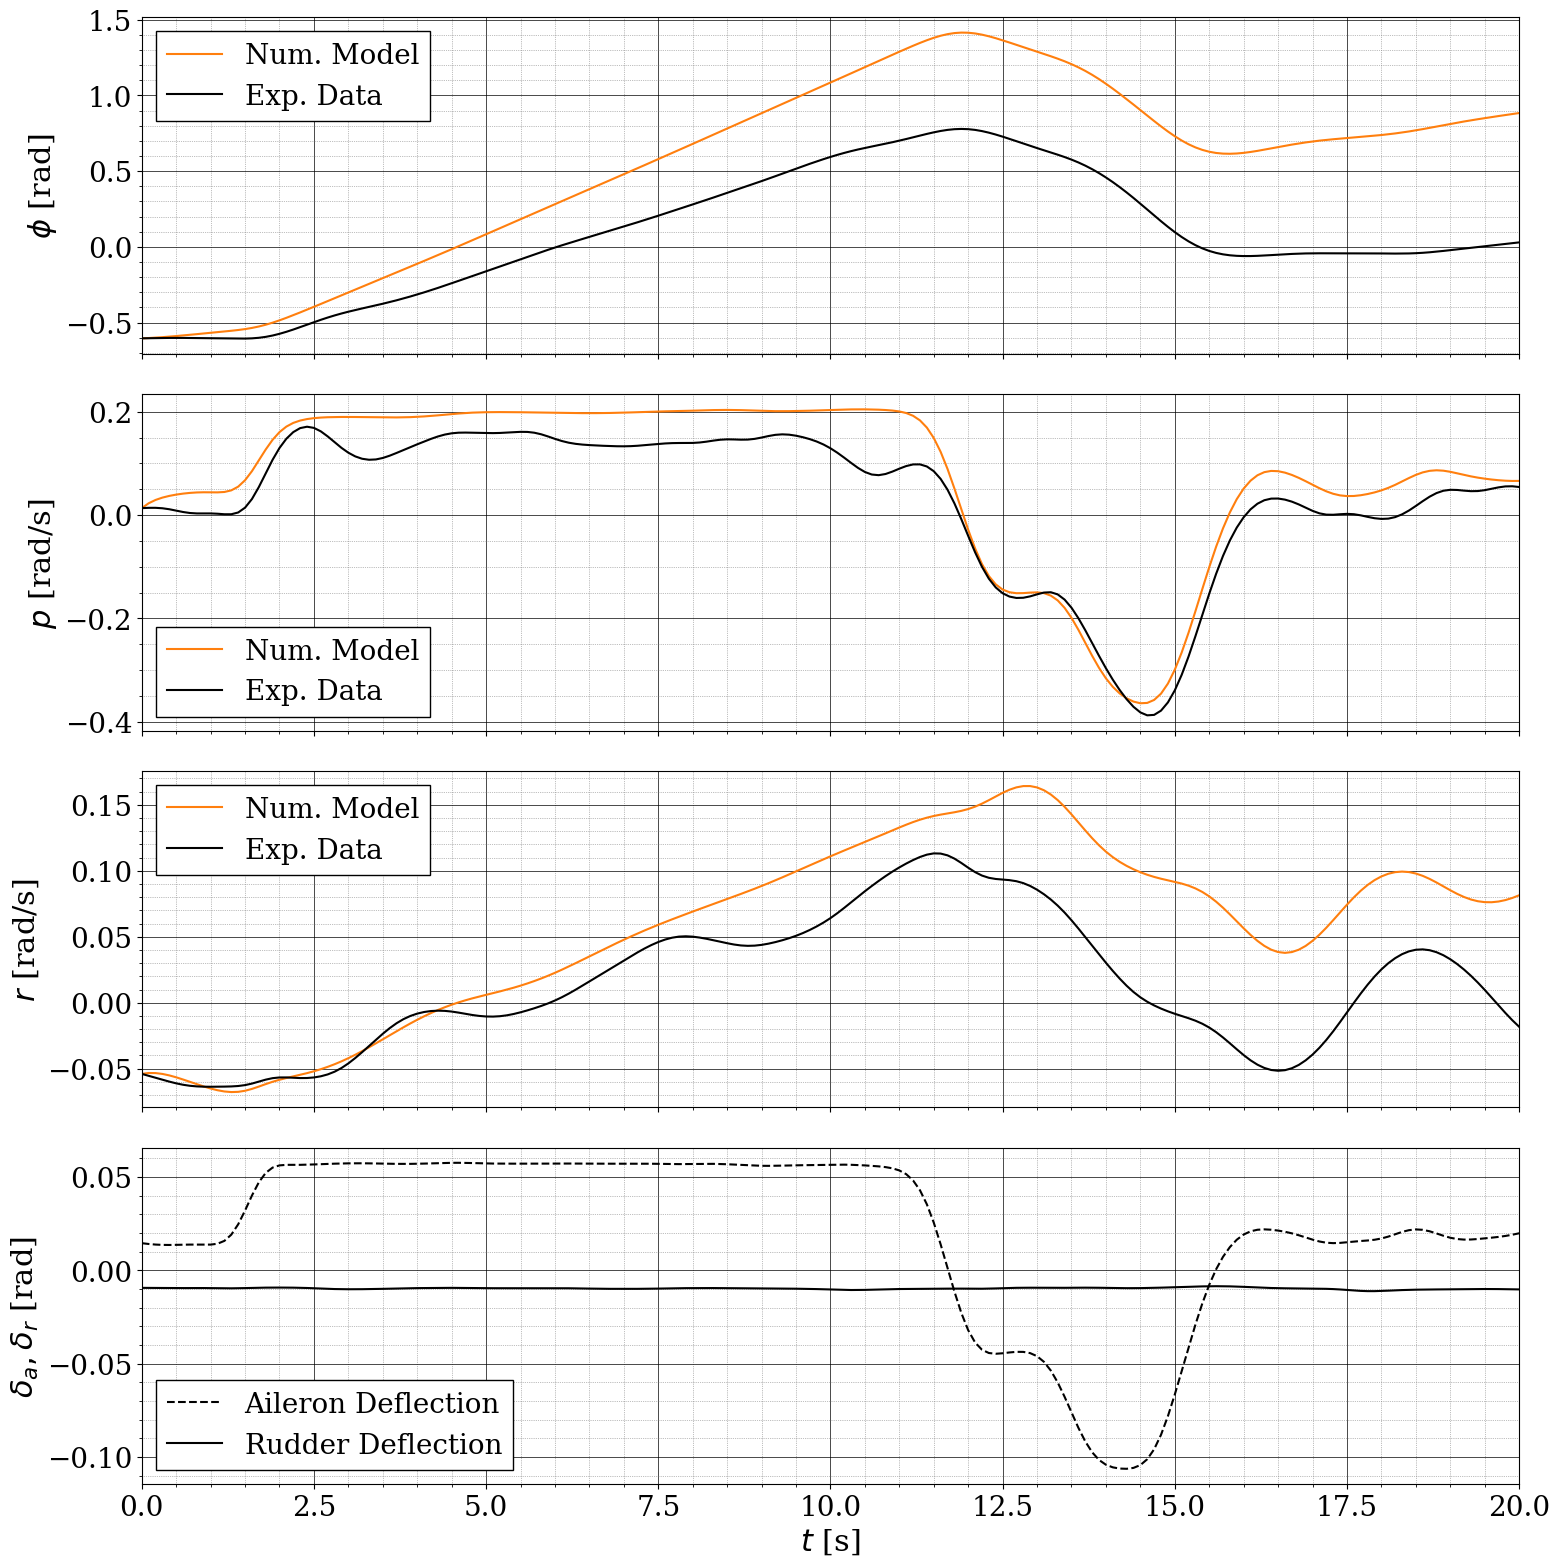 1.5
1.0
0.5
0.0
−0.5
ϕ [rad]
Num. Model
Exp. Data
0.2
0.0
−0.2
−0.4
p [rad/s]
Num. Model
Exp. Data
0.15
0.10
0.05
0.00
−0.05
r [rad/s]
Num. Model
Exp. Data
0.05
0.00
−0.05
−0.10
δa, δr [rad]
Aileron Deflection
Rudder Deflection
0.0 2.5 5.0 7.5 10.0 12.5 15.0 17.5 20.0
t [s]